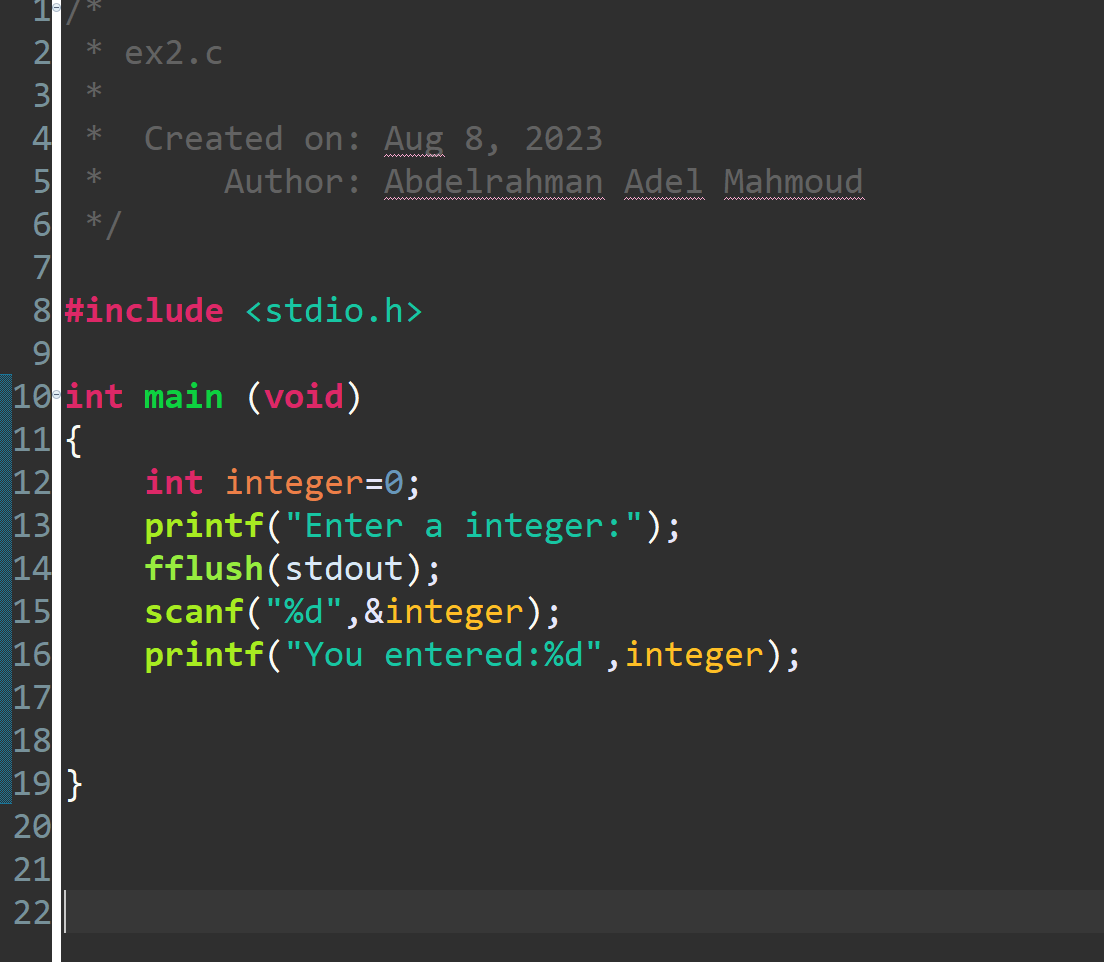 1 /*
2  * ex2.c
3  *
4  *  Created on: Aug 8, 2023
5  *      Author: Abdelrahman Adel Mahmoud
6  */
7
8 #include <stdio.h>
9
10 int main (void)
11 {
12     int integer=0;
13     printf("Enter a integer:");
14     fflush(stdout);
15     scanf("%d",&integer);
16     printf("You entered:%d",integer);
17
18
19 }
20
21
22